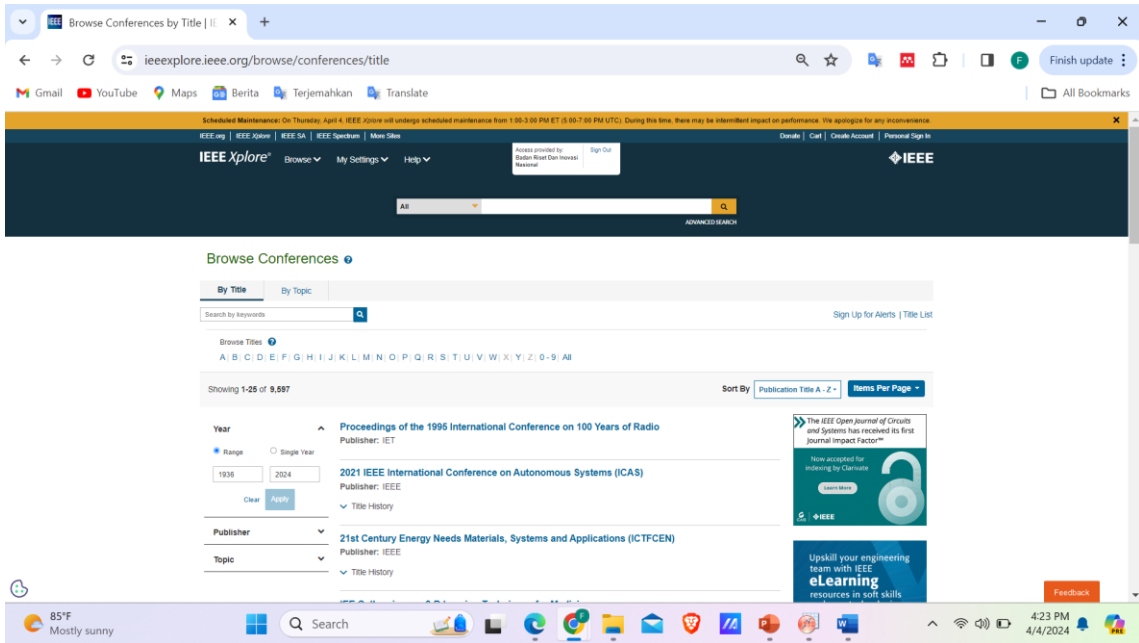 Browse Conferences by Title | IE
ieeexplore.ieee.org/browse/conferences/title
F
Finish update
Gmail
YouTube
Maps
Berita
Terjemahkan
Translate
All Bookmarks
Scheduled Maintenance: On Thursday, April 4, IEEE Xplore will undergo scheduled maintenance from 1:00-3:00 PM ET (5:00-7:00 PM UTC). During this time, there may be intermittent impact on performance. We apologize for any inconvenience.
IEEE.org | IEEE Xplore | IEEE SA | IEEE Spectrum | More Sites
Donate | Cart | Create Account | Personal Sign In
IEEE Xplore®
Browse
My Settings
Help
Access provided by:
Badan Riset Dan Inovasi
Nasional
Sign Out
IEEE
All
ADVANCED SEARCH
Browse Conferences
By Title
By Topic
Search by keywords
Sign Up for Alerts | Title List
Browse Titles
A| B| C| D| E| F| G| H| I| J| K| L| M| N| O| P| Q| R| S| T| U| V| W| X| Y| Z| 0-9| All
Showing 1-25 of 9,597
Sort By
Publication Title A - Z
Items Per Page
Year
Range
Single Year
1936
2024
Clear
Apply
Publisher
Topic
Proceedings of the 1995 International Conference on 100 Years of Radio
Publisher: IET
2021 IEEE International Conference on Autonomous Systems (ICAS)
Publisher: IEEE
Title History
21st Century Energy Needs Materials, Systems and Applications (ICTFCEN)
Publisher: IEEE
Title History
The IEEE Open Journal of Circuits
and Systems has received its first
Journal Impact Factor™
Now accepted for
indexing by Clarivate
Learn More
IEEE
Upskill your engineering
team with IEEE
eLearning
resources in soft skills
Feedback
85°F
Mostly sunny
Search
4:23 PM
4/4/2024